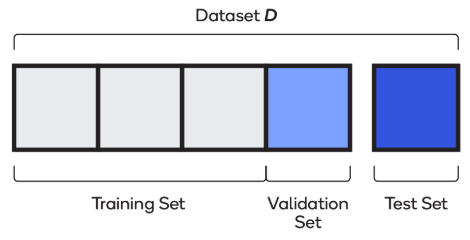 Dataset D
Training Set
Validation
Set
Test Set